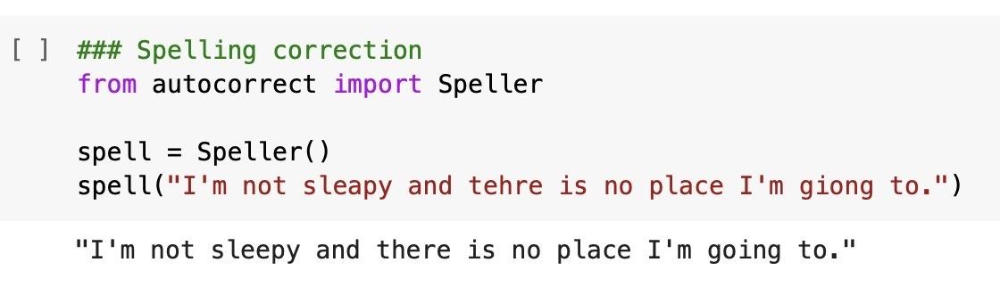 [ ] ### Spelling correction
from autocorrect import Speller
spell = Speller()
spell("I'm not sleapy and tehre is no place I'm giong to.")
"I'm not sleepy and there is no place I'm going to."